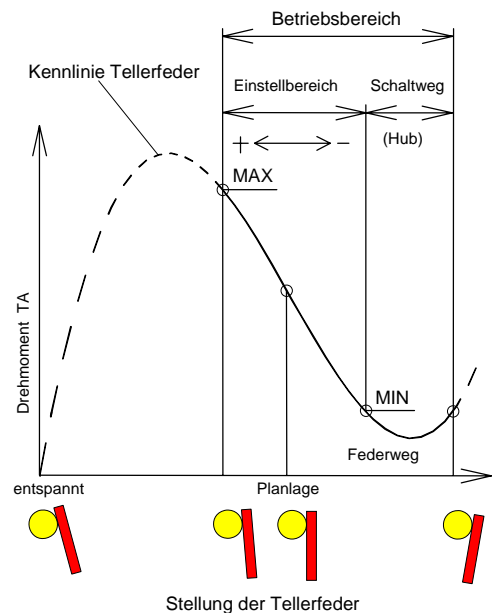 Betriebsbereich
Kennlinie Tellerfeder
Einstellbereich
Schaltweg
(Hub)
+ -
MAX
Drehmoment TA
MIN
Federweg
entspannt
Planlage
Stellung der Tellerfeder